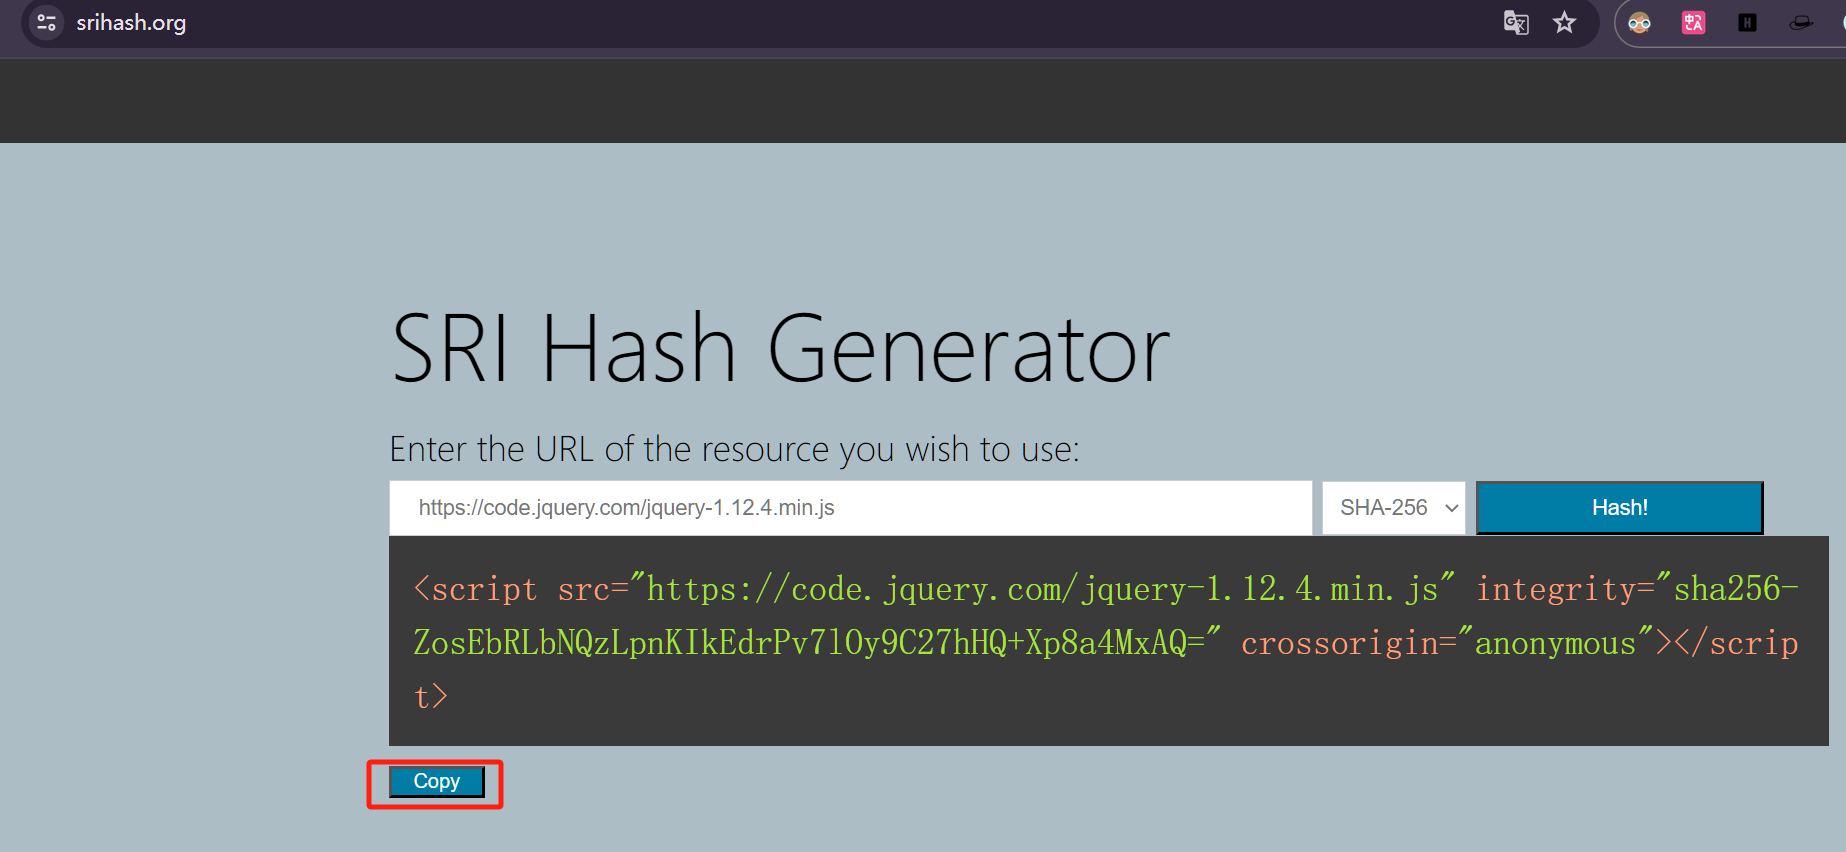 srihash.org
SRI Hash Generator
Enter the URL of the resource you wish to use:
https://code.jquery.com/jquery-1.12.4.min.js SHA-256 Hash!
<script src="https://code.jquery.com/jquery-1.12.4.min.js" integrity="sha256-
ZosEbRLbNQzLpnKIkEdrPv7lOy9C27hHQ+Xp8a4MxAQ=" crossorigin="anonymous"></scrip
t>
Copy